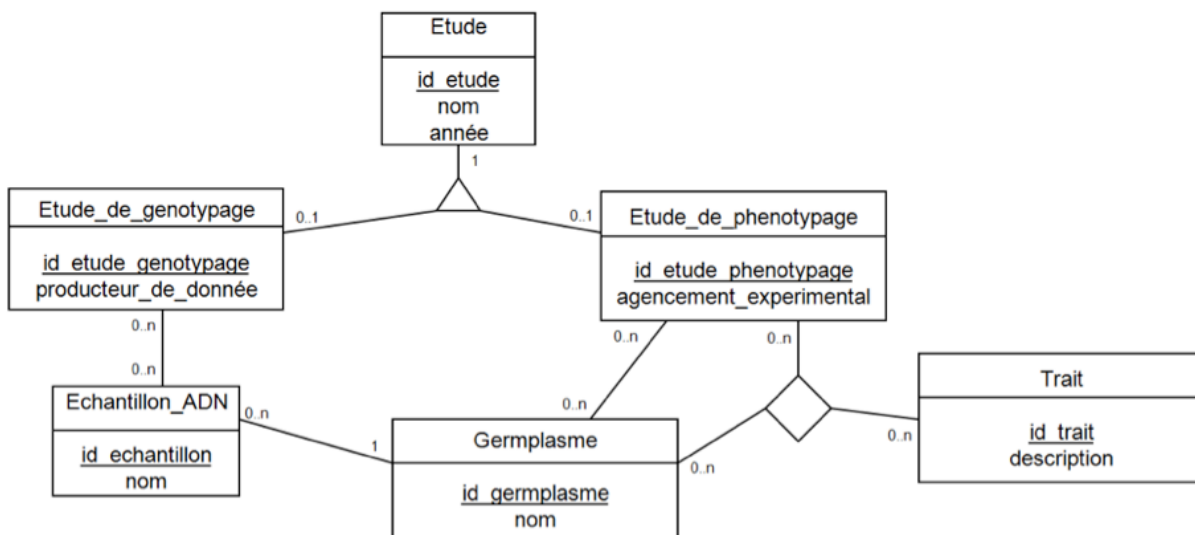 Etude
id_etude
nom
année
1
Etude_de_genotypage
0..1
0..1
Etude_de_phenotypage
id_etude_genotypage
producteur_de_donnée
id_etude_phenotypage
agencement_experimental
0..n
0..n
0..n
0..n
Trait
Echantillon_ADN
0..n
0..n
id_trait
description
0..n
Germplasme
1
0..n
id_echantillon
nom
id_germplasme
nom